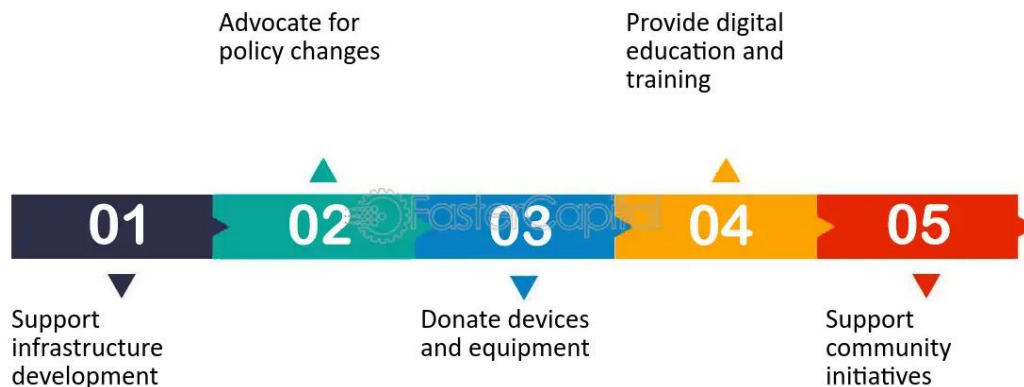 Advocate for
policy changes
Provide digital
education and
training
01
02
03
04
05
FasterCapital
Support
infrastructure
development
Donate devices
and equipment
Support
community
initiatives